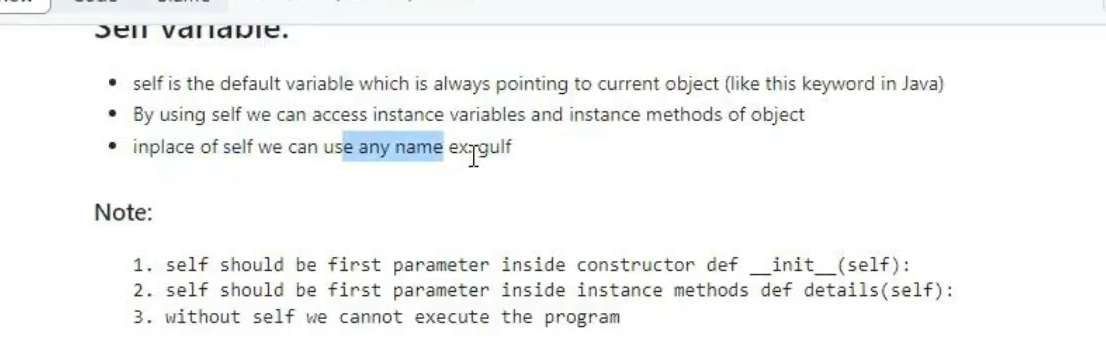 Self Variable:
self is the default variable which is always pointing to current object (like this keyword in Java)
By using self we can access instance variables and instance methods of object
inplace of self we can use any name ex: gulf
Note:
1. self should be first parameter inside constructor def __init__(self):
2. self should be first parameter inside instance methods def details(self):
3. without self we cannot execute the program